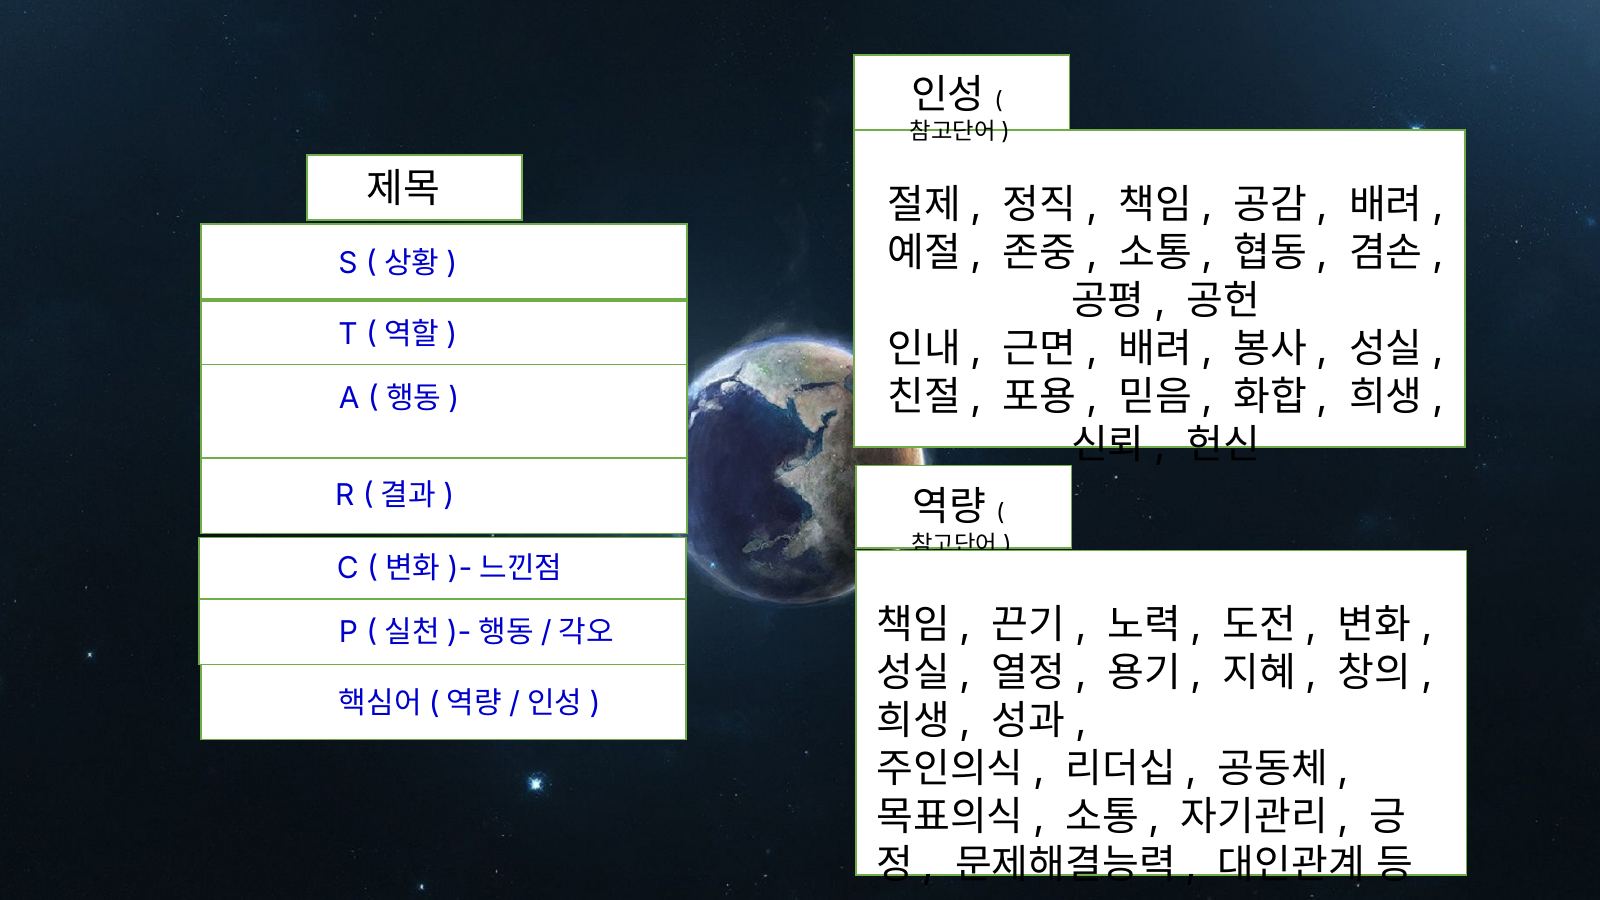 제목
S ( 상황 )
T ( 역할 )
A ( 행동 )
R ( 결과 )
C ( 변화 )- 느낀점
P ( 실천 )- 행동 / 각오
핵심어 ( 역량 / 인성 )
인성 (
참고단어 )
절제 , 정직 , 책임 , 공감 , 배려 ,
예절 , 존중 , 소통 , 협동 , 겸손 ,
공평 , 공헌
인내 , 근면 , 배려 , 봉사 , 성실 ,
친절 , 포용 , 믿음 , 화합 , 희생 ,
신뢰 , 헌신
역량 (
참고단어 )
책임 , 끈기 , 노력 , 도전 , 변화 ,
성실 , 열정 , 용기 , 지혜 , 창의 ,
희생 , 성과 ,
주인의식 , 리더십 , 공동체 ,
목표의식 , 소통 , 자기관리 , 긍
정 , 문제해결능력 , 대인관계 등